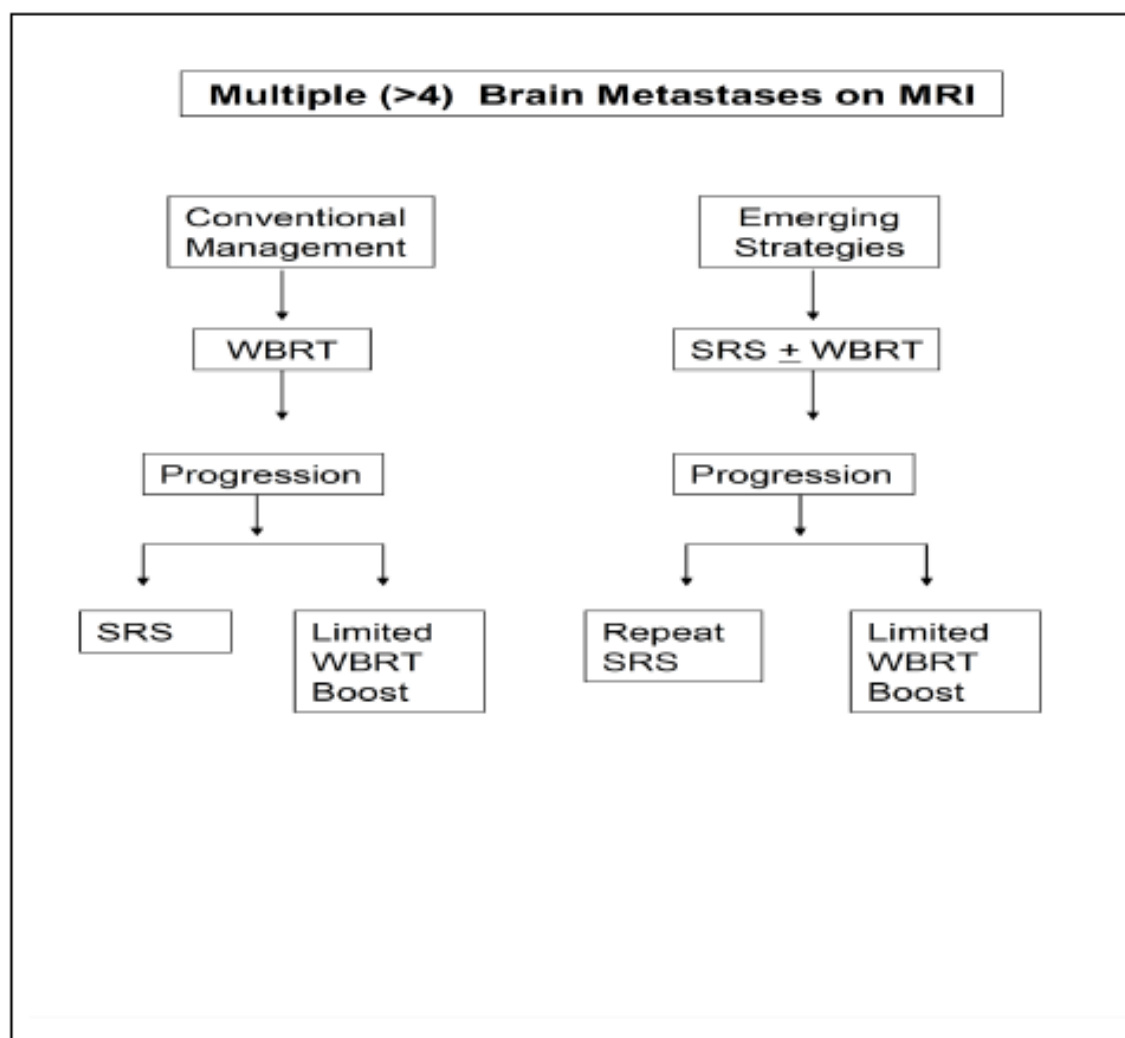 Multiple (>4) Brain Metastases on MRI
Conventional
Management
WBRT
Progression
SRS
Limited
WBRT
Boost
Emerging
Strategies
SRS ± WBRT
Progression
Repeat
SRS
Limited
WBRT
Boost